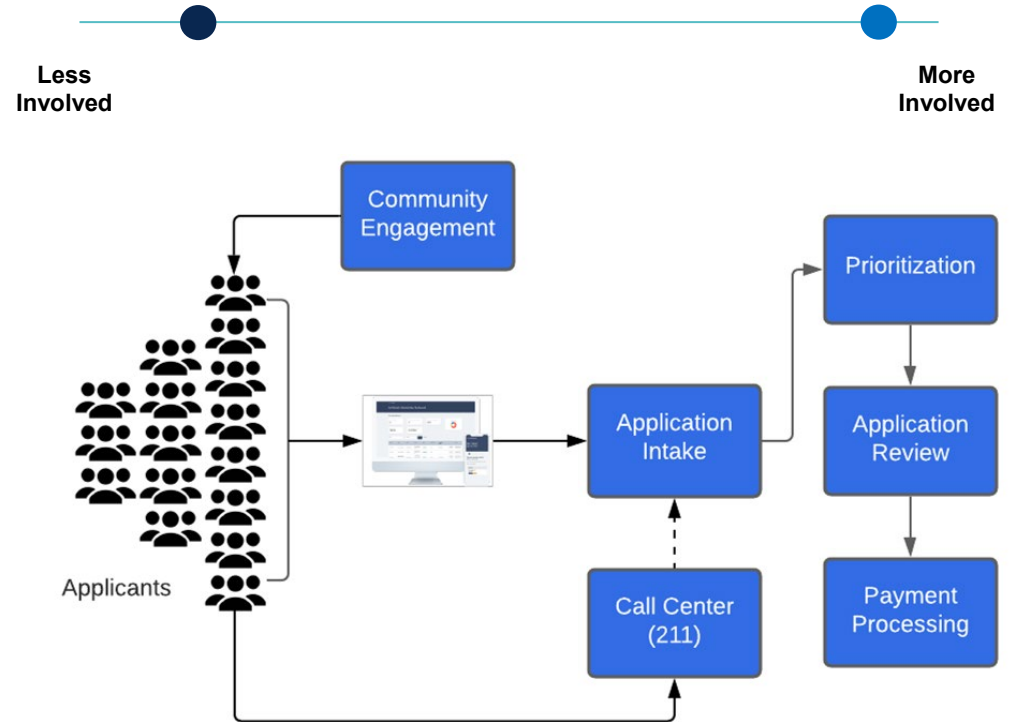 Less
Involved
More
Involved
Community
Engagement
Prioritization
Application
Intake
Application
Review
Applicants
Call Center
(211)
Payment
Processing